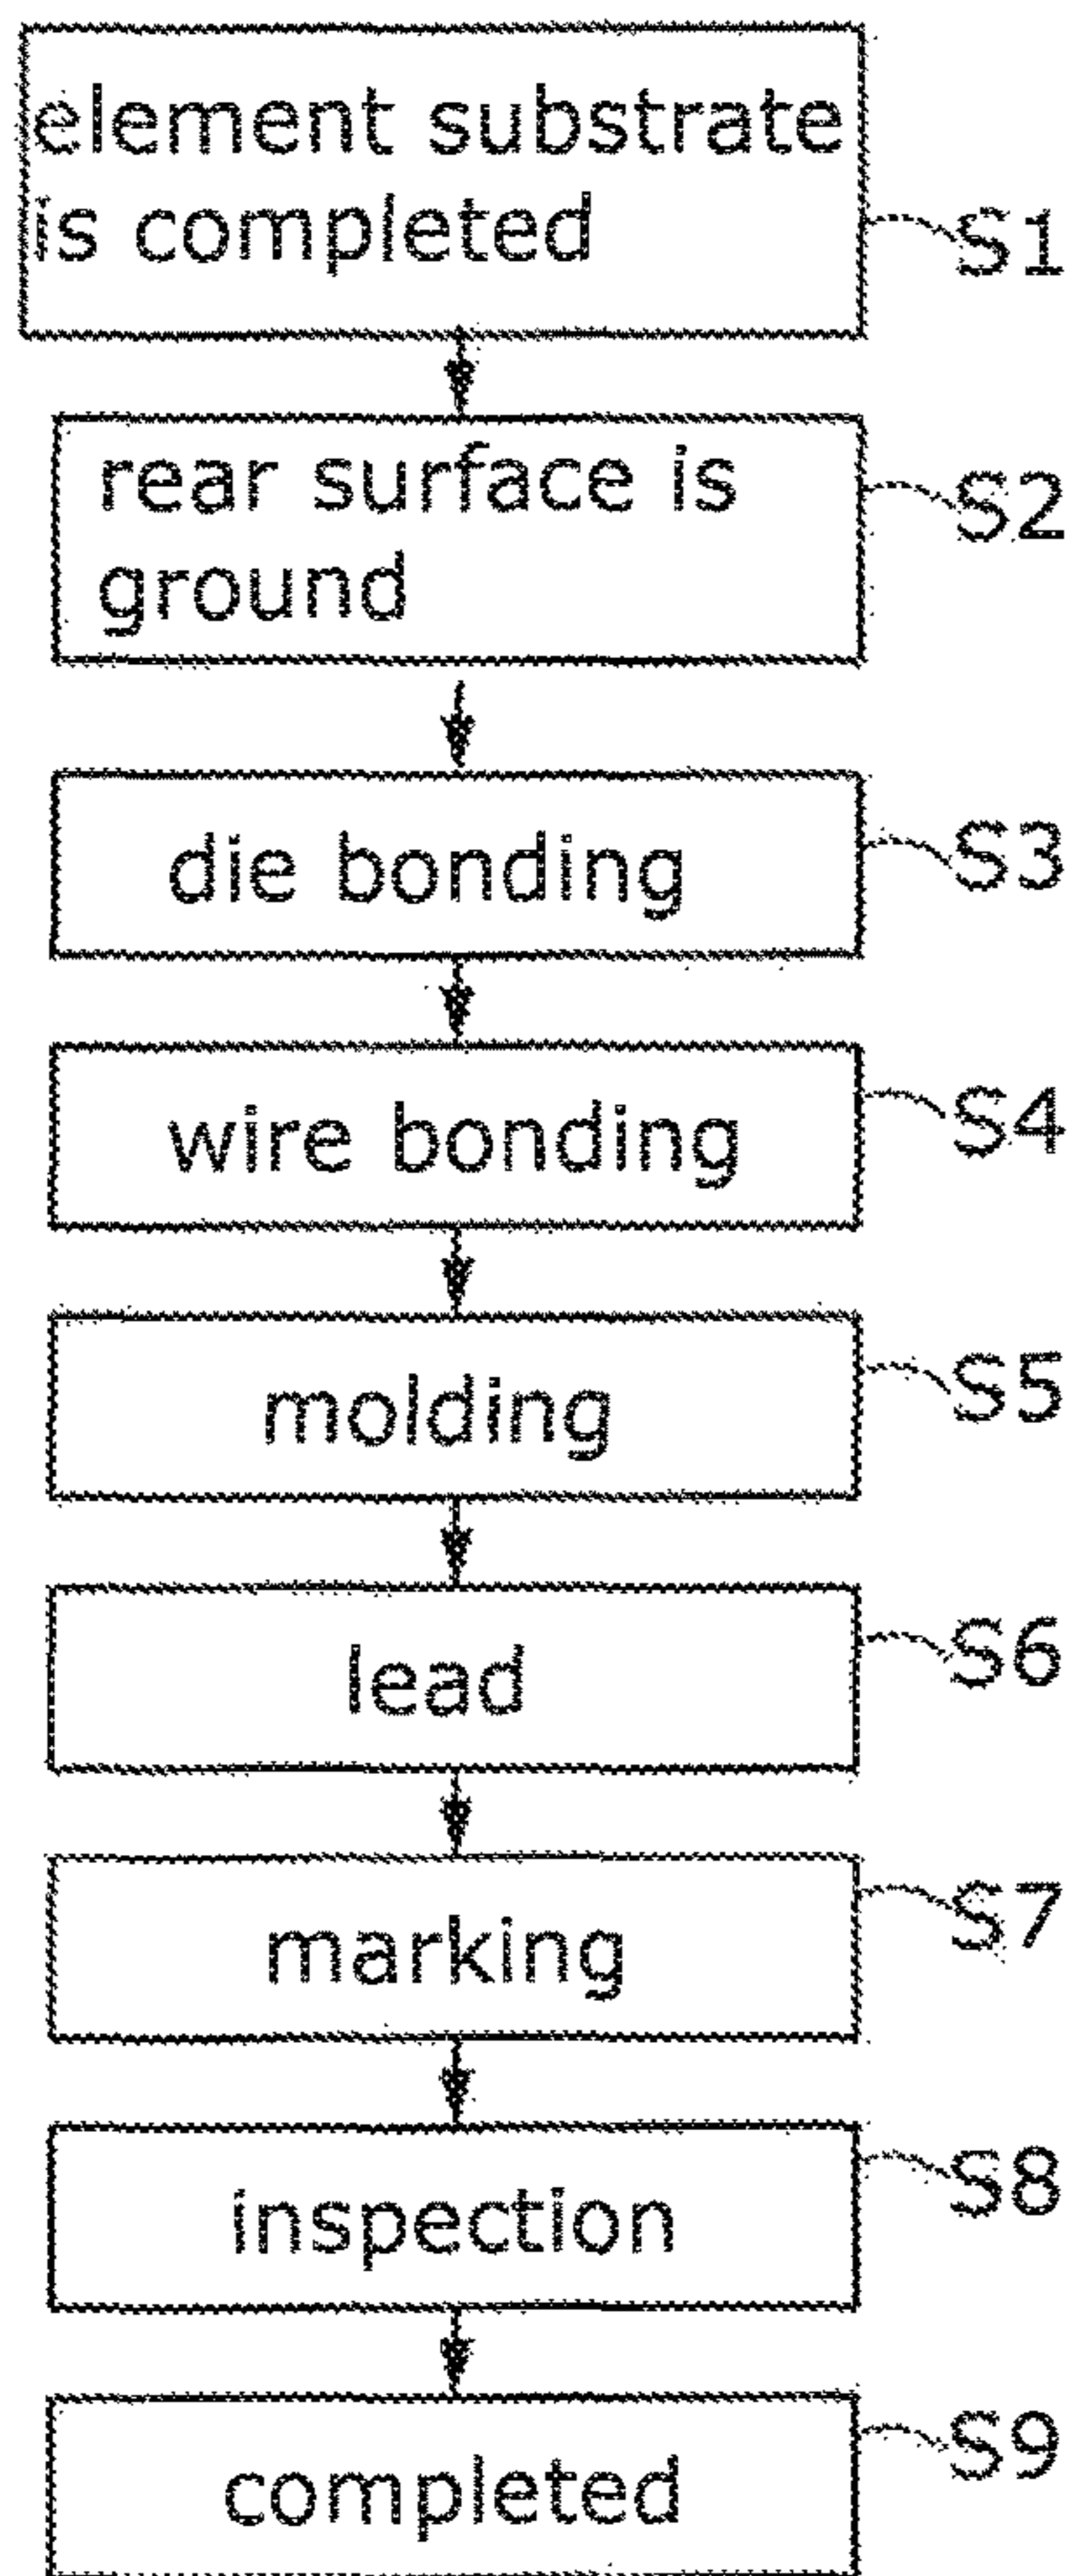 element substrate
is completed
S1
rear surface is
ground
S2
die bonding
S3
wire bonding
S4
molding
S5
lead
S6
marking
S7
inspection
S8
completed
S9